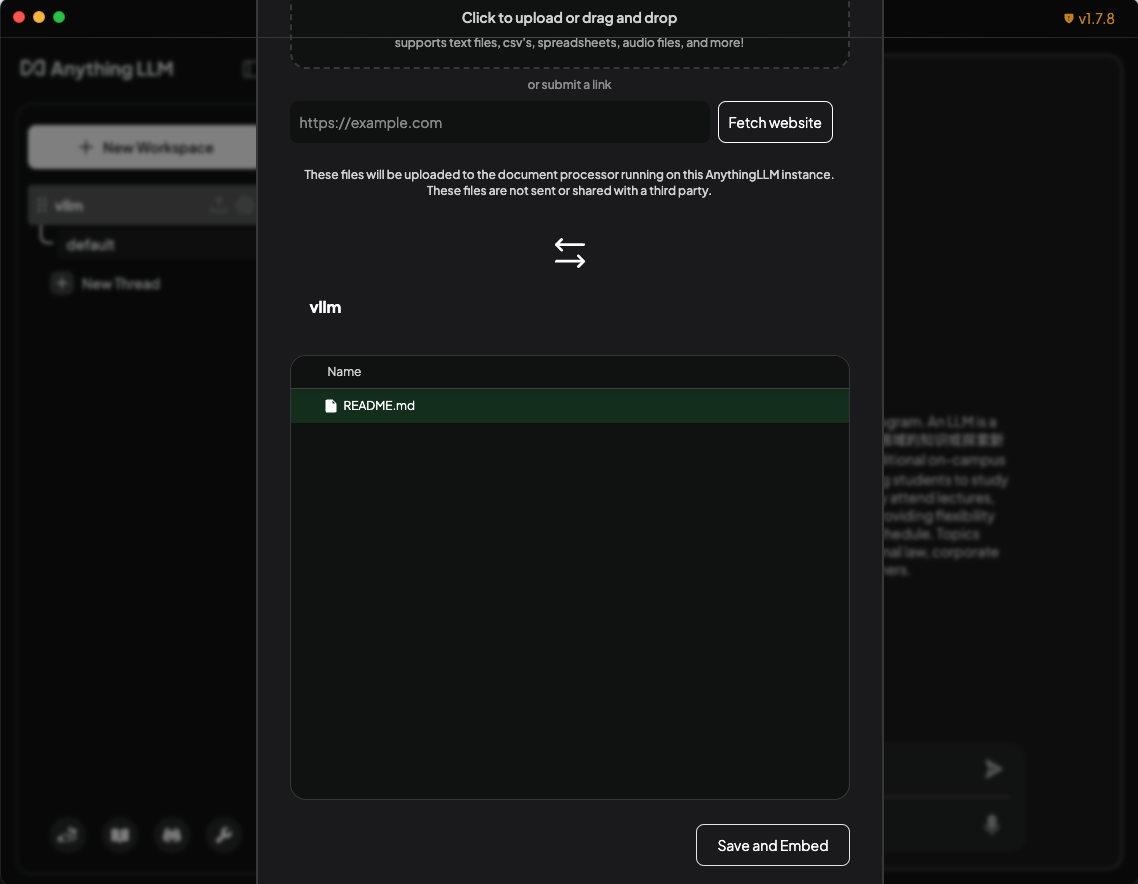 v1.7.8
Click to upload or drag and drop
supports text files, csv's, spreadsheets, audio files, and more!
or submit a link
https://example.com
Fetch website
These files will be uploaded to the document processor running on this AnythingLLM instance.
These files are not sent or shared with a third party.
Anything LLM
New Workspace
vllm
default
New Thread
vllm
Name
README.md
gram. An LLM is a
itional on-campus
g students to study
y attend lectures,
oviding flexibility
hedule. Topics
nal law, corporate
ners.
Save and Embed